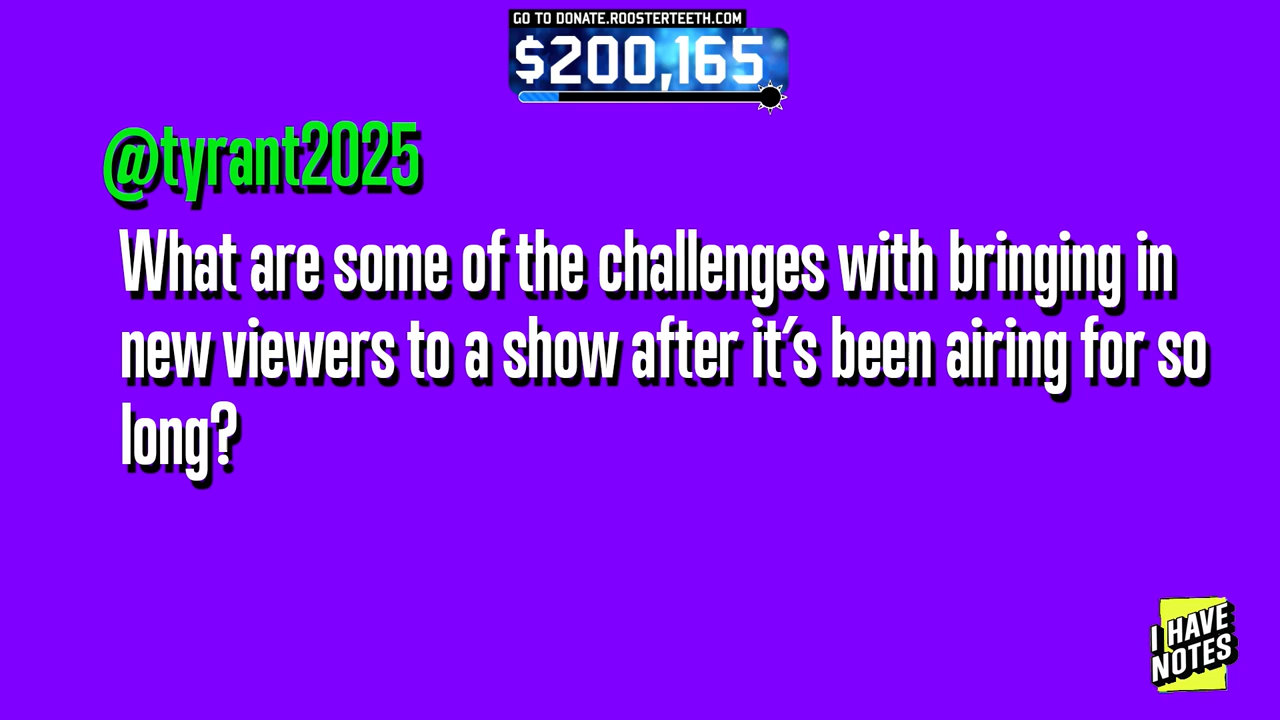 GO TO DONATE.ROOSTERTEETH.COM
$200,165
@tyrant2025
What are some of the challenges with bringing in
new viewers to a show after it's been airing for so
long?
I HAVE
NOTES